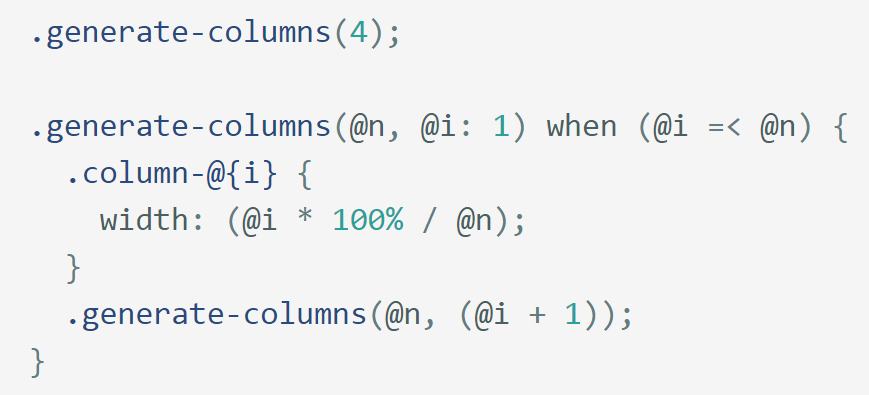 .generate-columns(4);

.generate-columns(@n, @i: 1) when (@i =< @n) {
  .column-@{i} {
    width: (@i * 100% / @n);
  }
  .generate-columns(@n, (@i + 1));
}